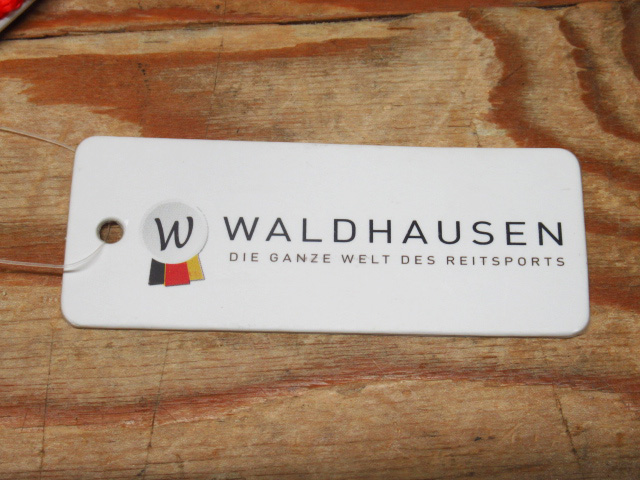 W WALDHAUSEN
DIE GANZE WELT DES REITSPORTS